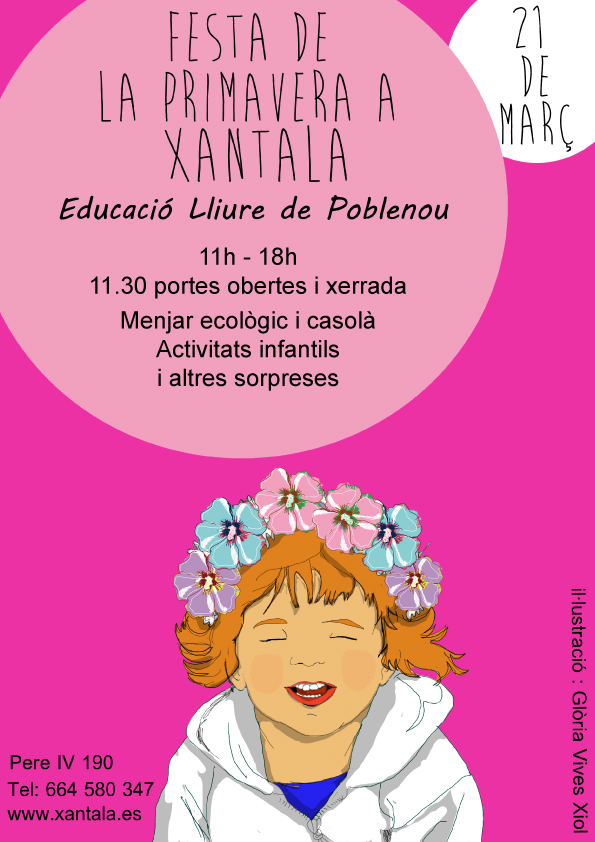 FESTA DE
LA PRIMAVERA A
XANTALA
21
DE
MARÇ
Educació Lliure de Poblenou
11h - 18h
11.30 portes obertes i xerrada
Menjar ecològic i casolà
Activitats infantils
i altres sorpreses
il·lustració : Glòria Vives Xiol
Pere IV 190
Tel: 664 580 347
www.xantala.es